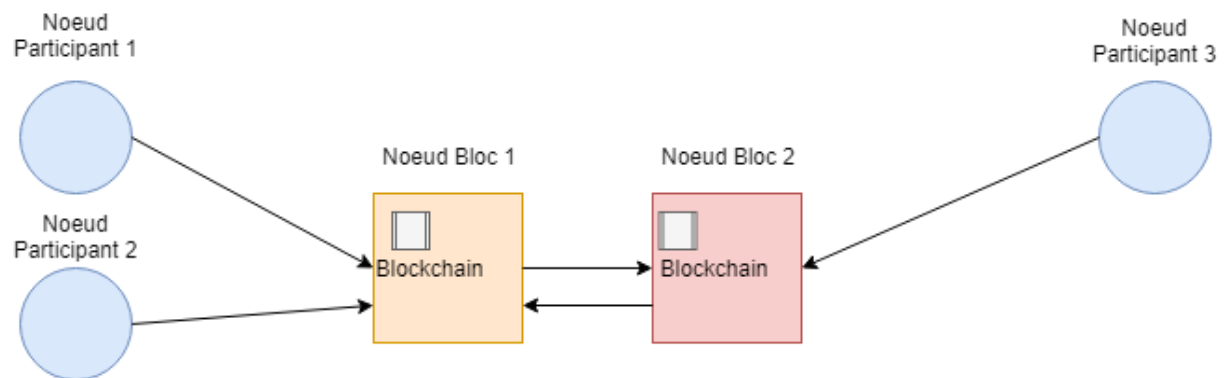 Noeud
Participant 1
Noeud
Participant 3
Noeud Bloc 1
Noeud Bloc 2
Noeud
Participant 2
Blockchain
Blockchain